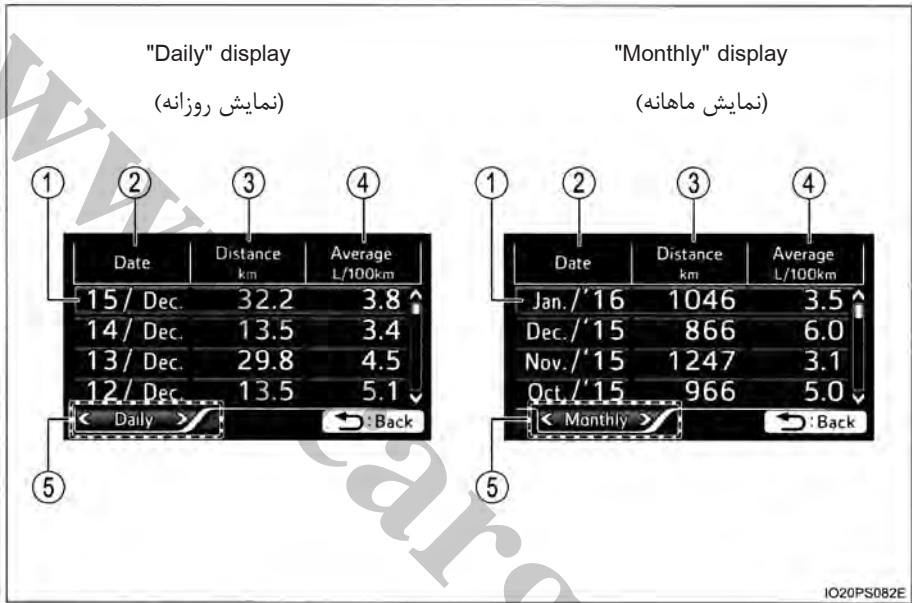 "Daily" display
(نمایش روزانه)
1 2 3 4
Date Distance km Average L/100km
15/ Dec. 32.2 3.8
14/ Dec. 13.5 3.4
13/ Dec. 29.8 4.5
12/ Dec. 13.5 5.1
< Daily > : Back
5
"Monthly" display
(نمایش ماهانه)
1 2 3 4
Date Distance km Average L/100km
Jan./'16 1046 3.5
Dec./'15 866 6.0
Nov./'15 1247 3.1
Oct./'15 966 5.0
< Monthly > : Back
5
IO20PS082E